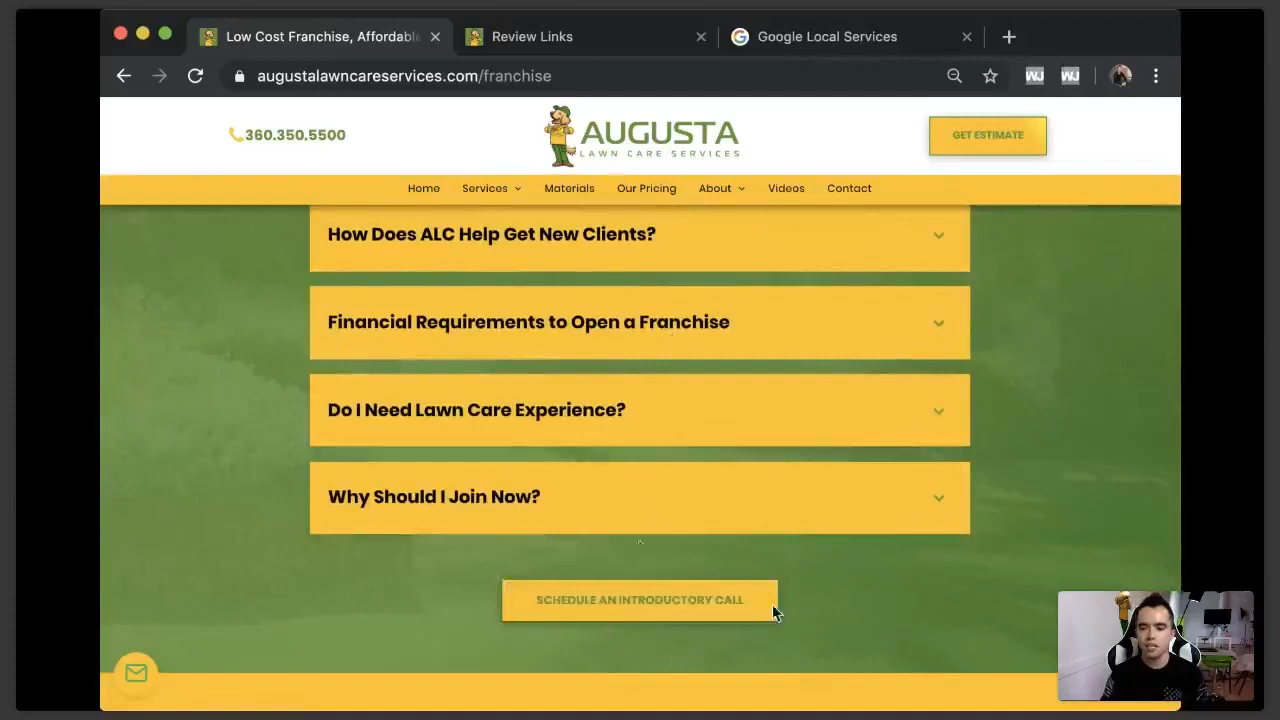 Low Cost Franchise, Affordable
Review Links
Google Local Services
augustalawncareservices.com/franchise
360.350.5500
AUGUSTA
LAWN CARE SERVICES
GET ESTIMATE
Home
Services
Materials
Our Pricing
About
Videos
Contact
How Does ALC Help Get New Clients?
Financial Requirements to Open a Franchise
Do I Need Lawn Care Experience?
Why Should I Join Now?
SCHEDULE AN INTRODUCTORY CALL